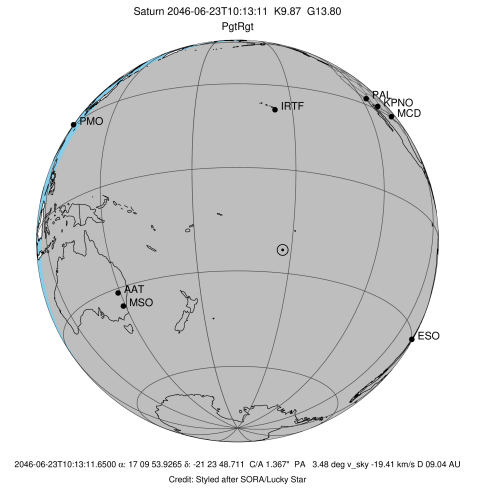 Saturn 2046-06-23T10:13:11 K9.87 G13.80
PgtRgt
PAL
KPNO
MCD
IRTF
PMO
AAT
MSO
ESO
2046-06-23T10:13:11.6500 α: 17 09 53.9265 δ: -21 23 48.711 C/A 1.367" PA 3.48 deg v_sky -19.41 km/s D 09.04 AU
Credit: Styled after SORA/Lucky Star